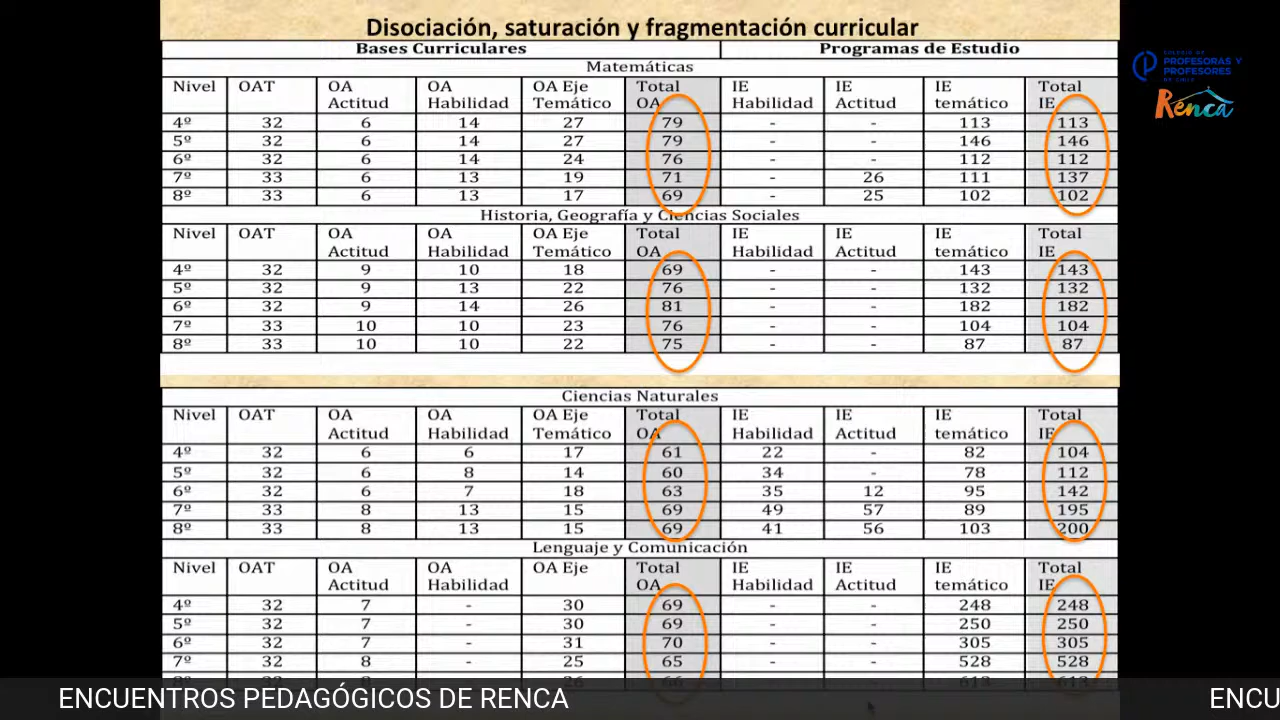 Disociación, saturación y fragmentación curricular
Bases Curriculares Programas de Estudio
Matemáticas
Nivel OAT OA Actitud OA Habilidad OA Eje Temático Total OA IE Habilidad IE Actitud IE temático Total IE
4º 32 6 14 27 79 - - 113 113
5º 32 6 14 27 79 - - 146 146
6º 32 6 14 24 76 - - 112 112
7º 33 6 13 19 71 - 26 111 137
8º 33 6 13 17 69 - 25 102 102
Historia, Geografía y Ciencias Sociales
Nivel OAT OA Actitud OA Habilidad OA Eje Temático Total OA IE Habilidad IE Actitud IE temático Total IE
4º 32 9 10 18 69 - - 143 143
5º 32 9 13 22 76 - - 132 132
6º 32 9 14 26 81 - - 182 182
7º 33 10 10 23 76 - - 104 104
8º 33 10 10 22 75 - - 87 87
Ciencias Naturales
Nivel OAT OA Actitud OA Habilidad OA Eje Temático Total OA IE Habilidad IE Actitud IE temático Total IE
4º 32 6 6 17 61 22 - 82 104
5º 32 6 8 14 60 34 - 78 112
6º 32 6 7 18 63 35 12 95 142
7º 33 8 13 15 69 49 57 89 195
8º 33 8 13 15 69 41 56 103 200
Lenguaje y Comunicación
Nivel OAT OA Actitud OA Habilidad OA Eje Total OA IE Habilidad IE Actitud IE temático Total IE
4º 32 7 - 30 69 - - 248 248
5º 32 7 - 30 69 - - 250 250
6º 32 7 - 31 70 - - 305 305
7º 32 8 - 25 65 - - 528 528
COLEGIO DE
PROFESORAS Y
PROFESORES
DE CHILE
Renca
ENCUENTROS PEDAGÓGICOS DE RENCA ENCU